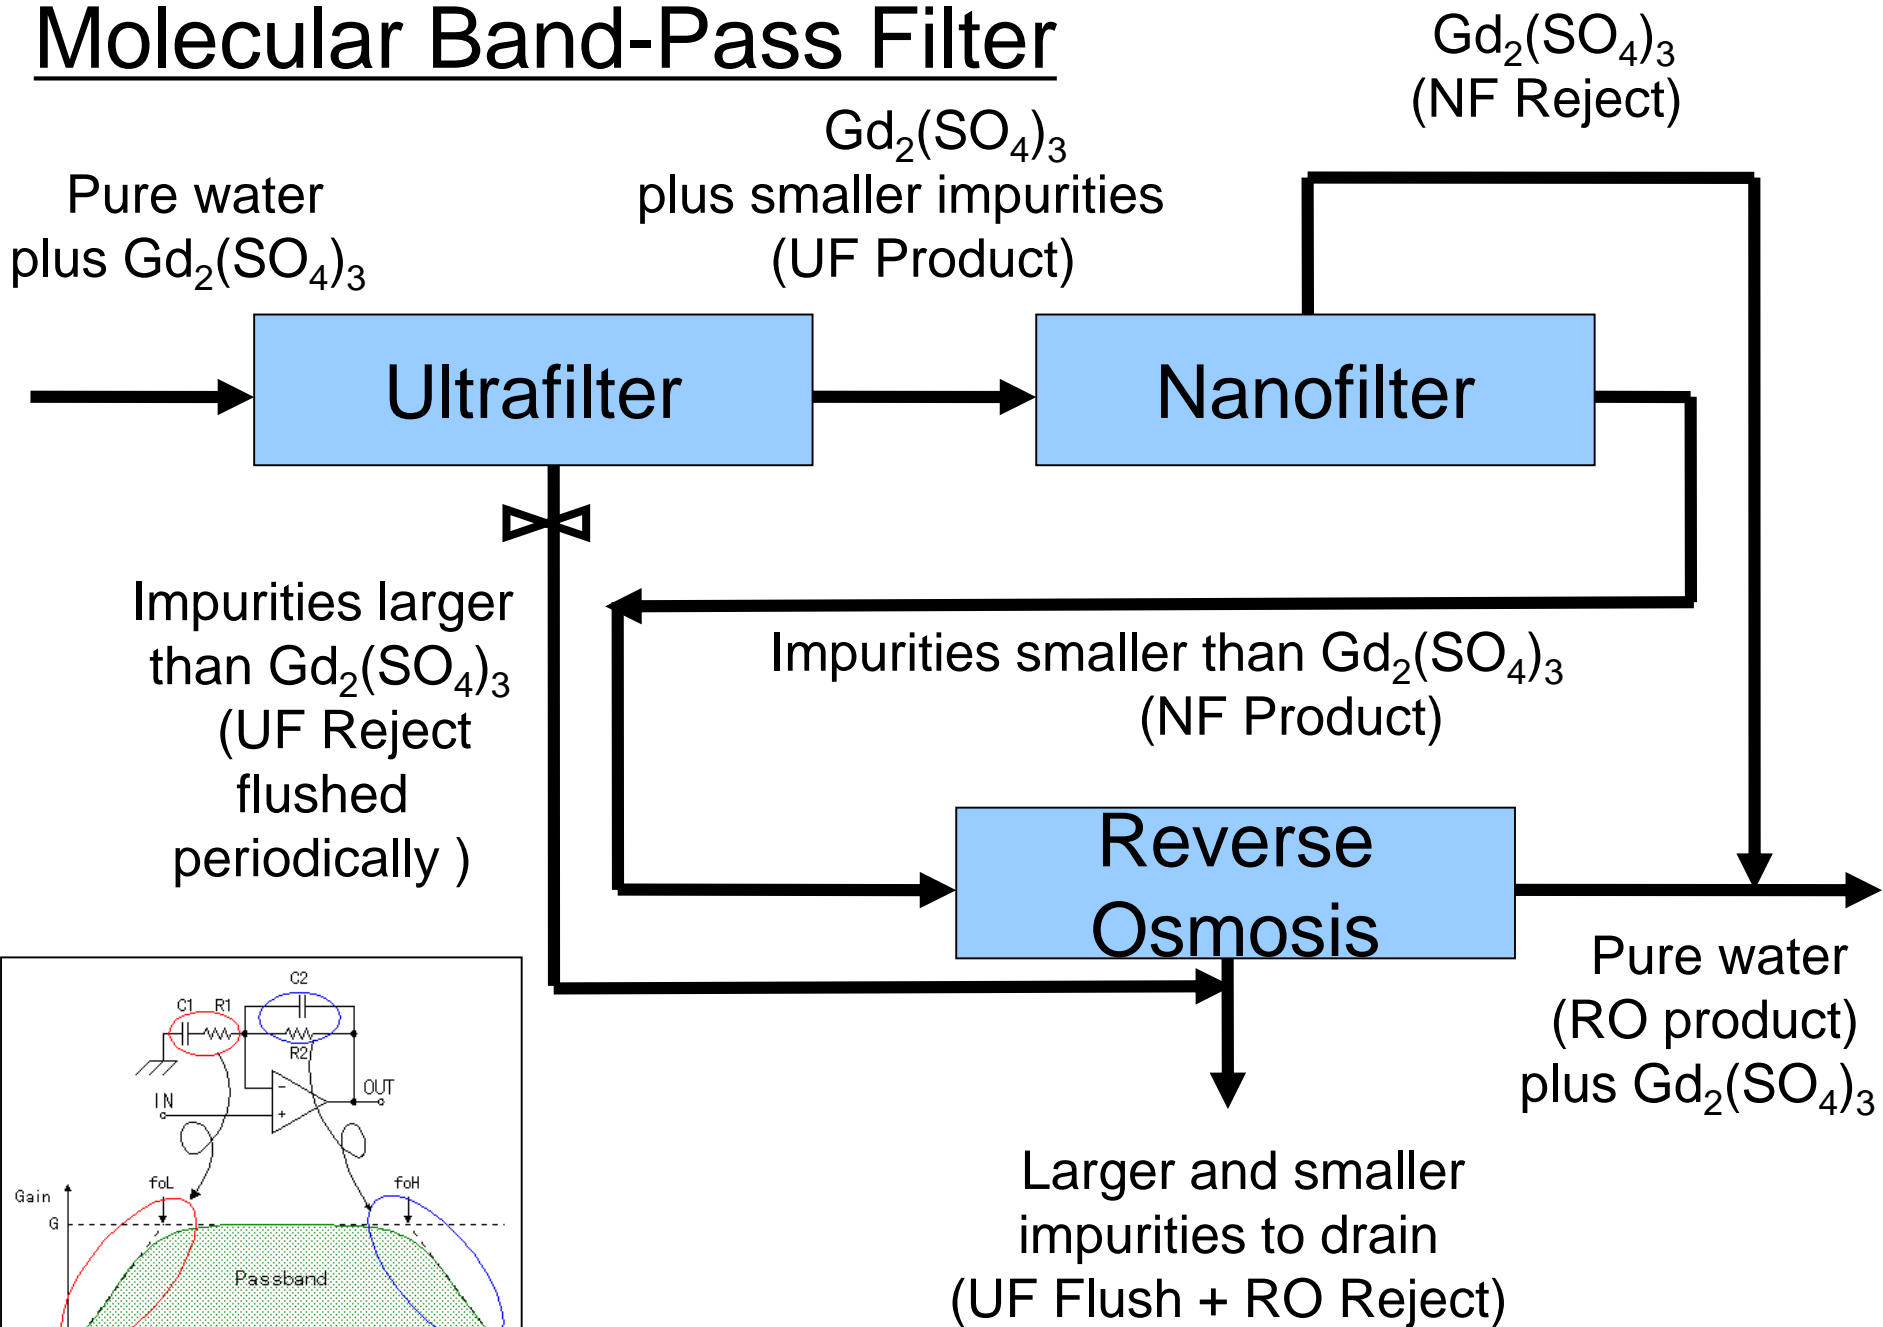 Molecular Band-Pass Filter
Gd₂(SO₄)₃
(NF Reject)
Gd₂(SO₄)₃
plus smaller impurities
(UF Product)
Pure water
plus Gd₂(SO₄)₃
Ultrafilter
Nanofilter
Impurities larger
than Gd₂(SO₄)₃
(UF Reject
flushed
periodically )
Impurities smaller than Gd₂(SO₄)₃
(NF Product)
Reverse
Osmosis
Pure water
(RO product)
plus Gd₂(SO₄)₃
Larger and smaller
impurities to drain
(UF Flush + RO Reject)
C2
C1 R1
R2
IN
OUT
-
+
Gain
foL
foH
G
Passband